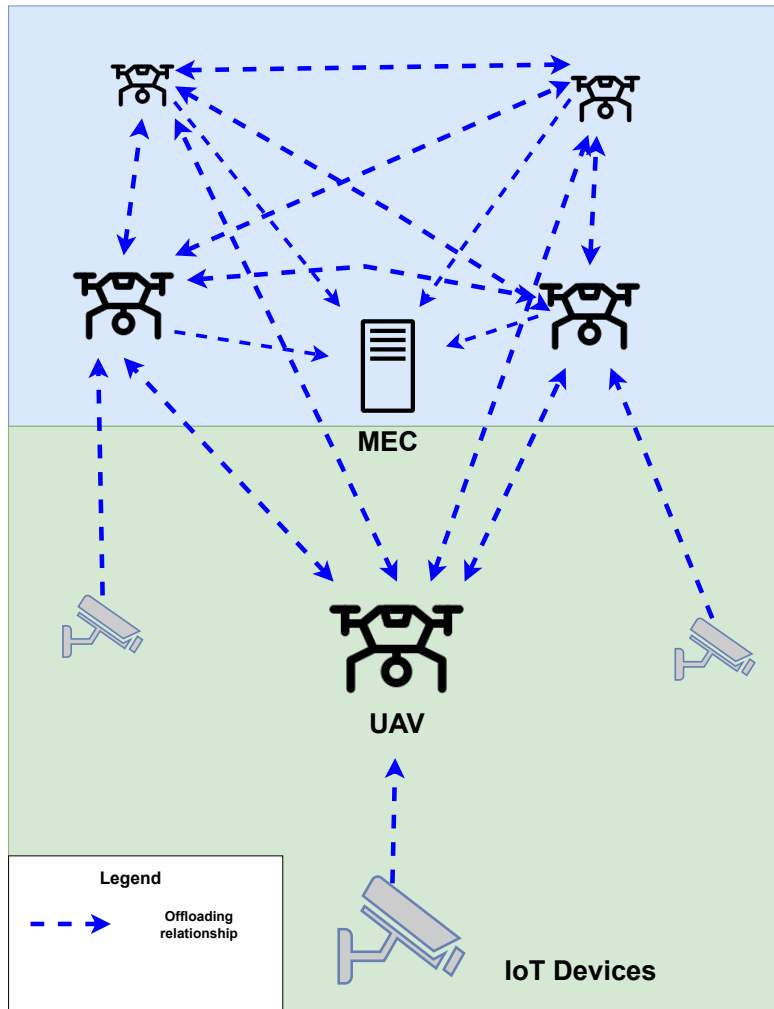 MEC
UAV
Legend
Offloading
relationship
IoT Devices